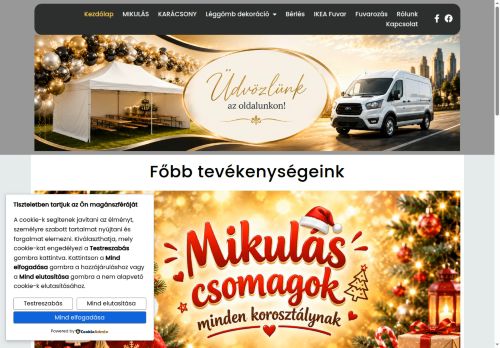 Kezdőlap MIKULÁS KARÁCSONY Léggömb dekoráció Bérlés IKEA Fuvar Fuvarozás Rólunk
Kapcsolat
Üdvözlünk
az oldalunkon!
Főbb tevékenységeink
Mikulás
csomagok
minden korosztálynak
Tiszteletben tartjuk az Ön magánszféráját
A cookie-k segítenek javítani az élményt,
személyre szabott tartalmat nyújtani és
forgalmat elemezni. Kiválaszthatja, mely
cookie-kat engedélyezi a Testreszabás
gombra kattintva. Kattintson a Mind
elfogadása gombra a hozzájáruláshoz vagy
a Mind elutasítása gombra a nem alapvető
cookie-k elutasításához.
Testreszabás Mind elutasítása
Mind elfogadása
Powered by CookieAdmin